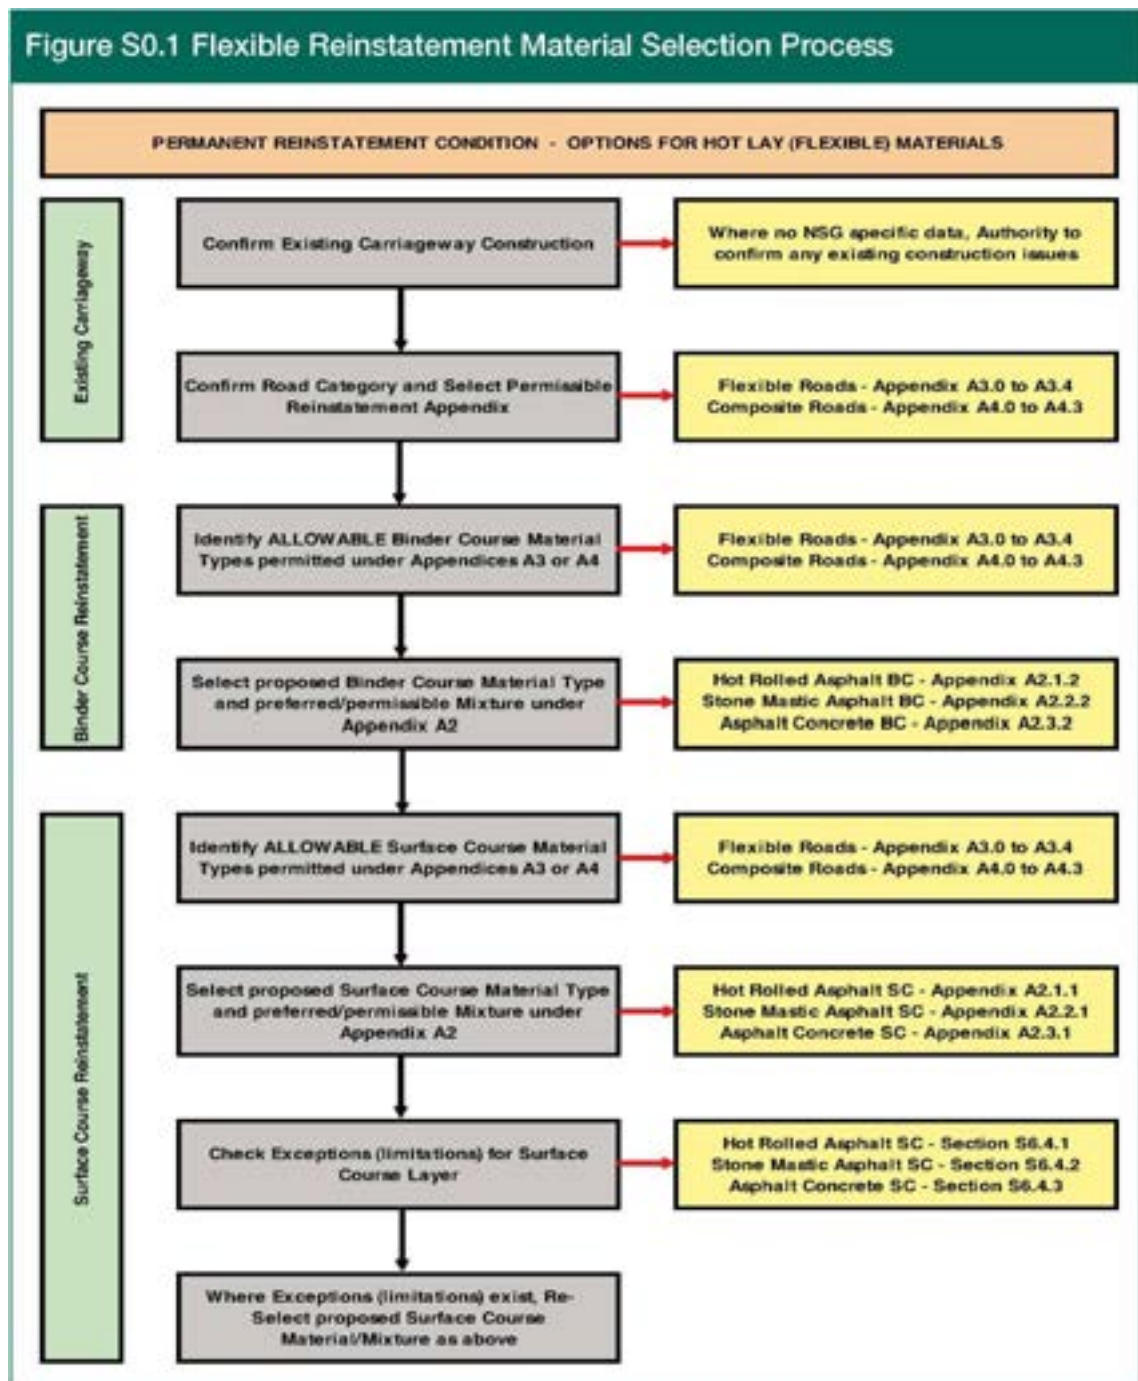 Figure S0.1 Flexible Reinstatement Material Selection Process
PERMANENT REINSTATEMENT CONDITION - OPTIONS FOR HOT LAY (FLEXIBLE) MATERIALS
Existing Carriageway
Confirm Existing Carriageway Construction
Where no NSG specific data, Authority to
confirm any existing construction issues
Confirm Road Category and Select Permissible
Reinstatement Appendix
Flexible Roads - Appendix A3.0 to A3.4
Composite Roads - Appendix A4.0 to A4.3
Binder Course Reinstatement
Identify ALLOWABLE Binder Course Material
Types permitted under Appendices A3 or A4
Flexible Roads - Appendix A3.0 to A3.4
Composite Roads - Appendix A4.0 to A4.3
Select proposed Binder Course Material Type
and preferred/permissible Mixture under
Appendix A2
Hot Rolled Asphalt BC - Appendix A2.1.2
Stone Mastic Asphalt BC - Appendix A2.2.2
Asphalt Concrete BC - Appendix A2.3.2
Surface Course Reinstatement
Identify ALLOWABLE Surface Course Material
Types permitted under Appendices A3 or A4
Flexible Roads - Appendix A3.0 to A3.4
Composite Roads - Appendix A4.0 to A4.3
Select proposed Surface Course Material Type
and preferred/permissible Mixture under
Appendix A2
Hot Rolled Asphalt SC - Appendix A2.1.1
Stone Mastic Asphalt SC - Appendix A2.2.1
Asphalt Concrete SC - Appendix A2.3.1
Check Exceptions (limitations) for Surface
Course Layer
Hot Rolled Asphalt SC - Section S6.4.1
Stone Mastic Asphalt SC - Section S6.4.2
Asphalt Concrete SC - Section S6.4.3
Where Exceptions (limitations) exist, Re-
Select proposed Surface Course
Material/Mixture as above